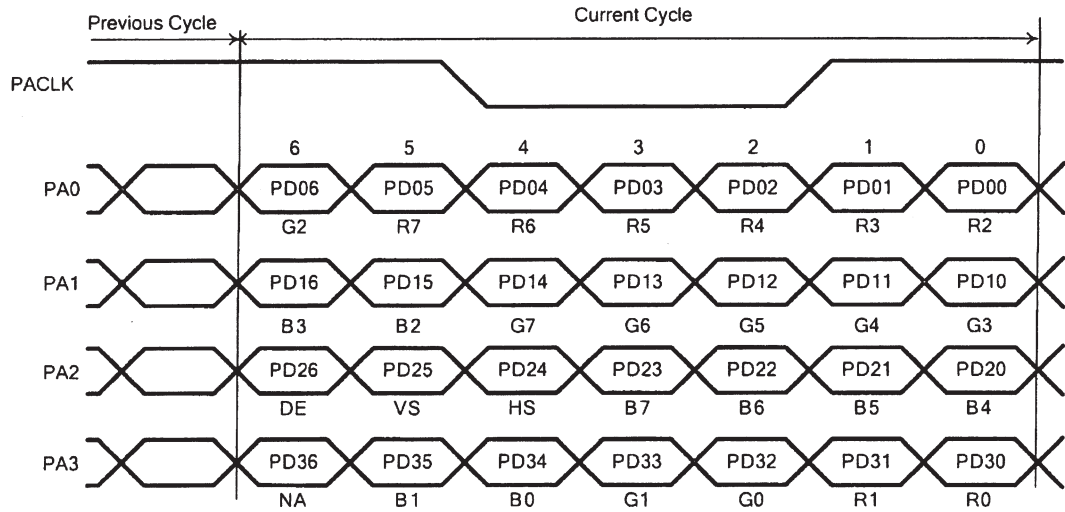 Previous Cycle Current Cycle
PACLK
6 5 4 3 2 1 0
PA0 PD06 PD05 PD04 PD03 PD02 PD01 PD00
G2 R7 R6 R5 R4 R3 R2
PA1 PD16 PD15 PD14 PD13 PD12 PD11 PD10
B3 B2 G7 G6 G5 G4 G3
PA2 PD26 PD25 PD24 PD23 PD22 PD21 PD20
DE VS HS B7 B6 B5 B4
PA3 PD36 PD35 PD34 PD33 PD32 PD31 PD30
NA B1 B0 G1 G0 R1 R0